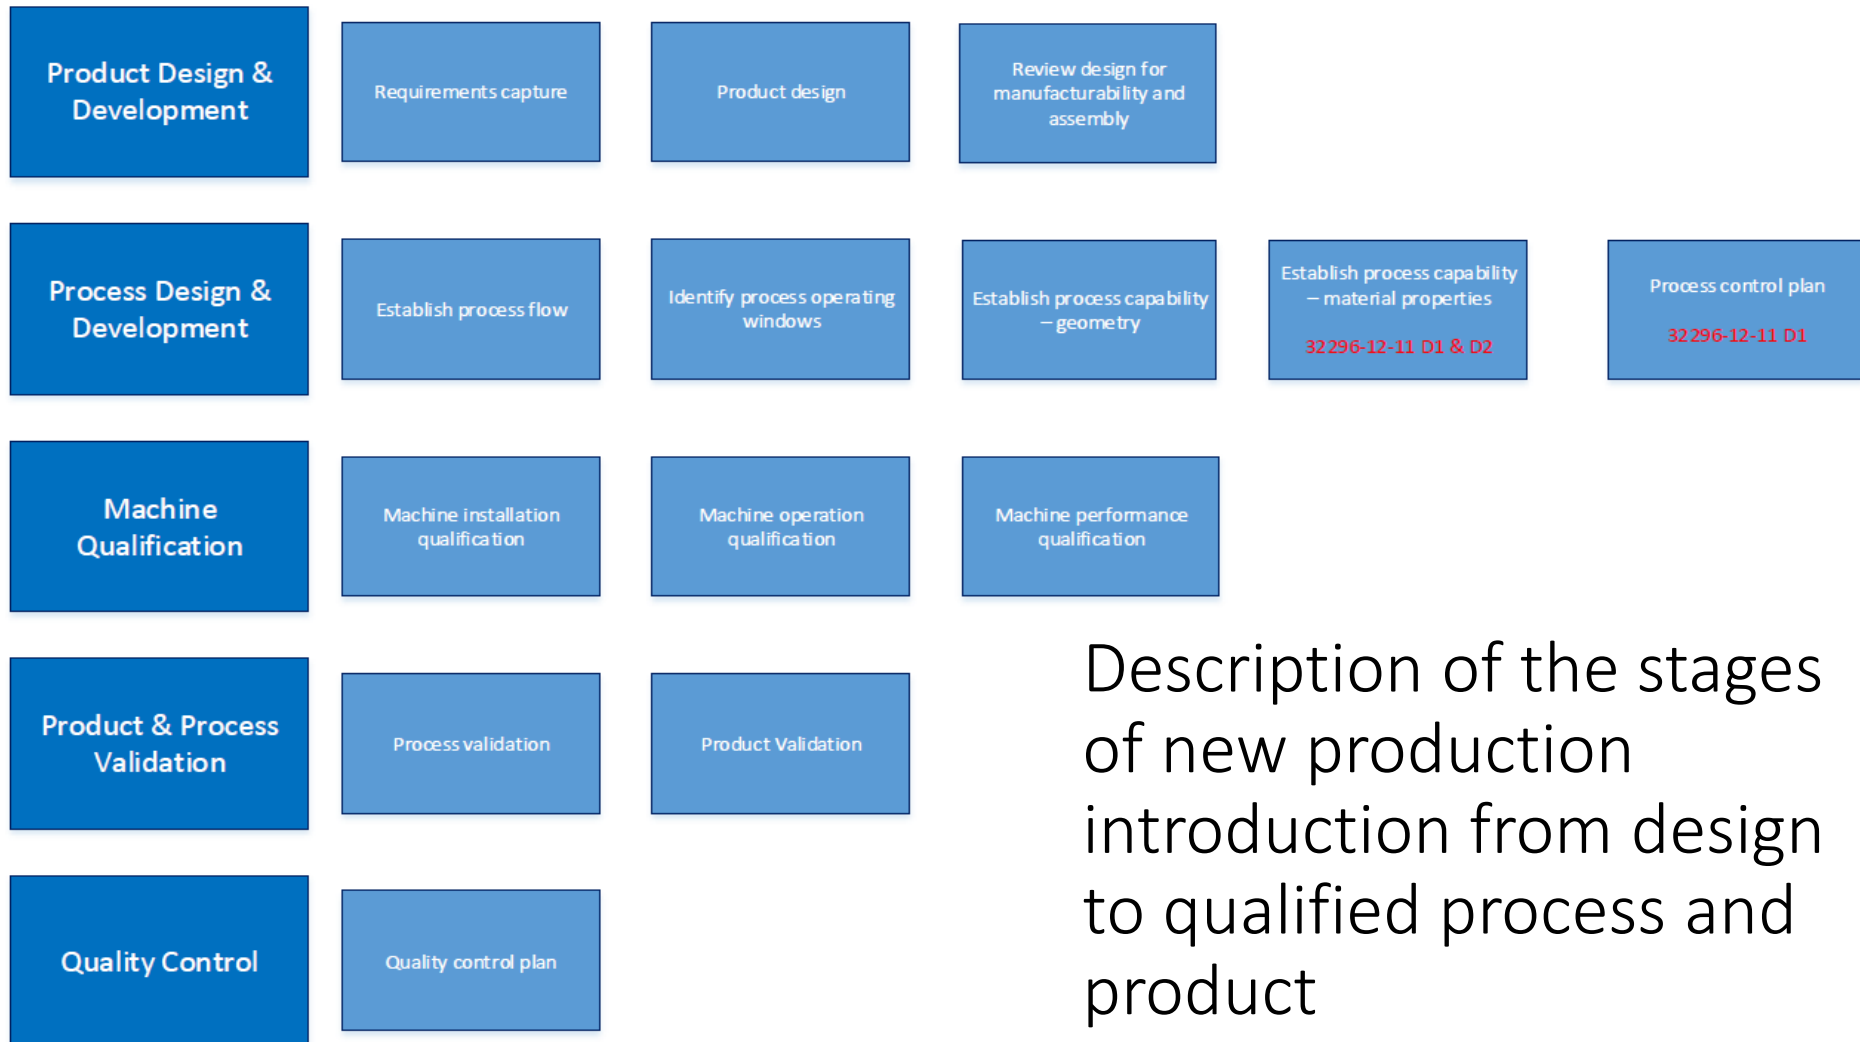 Product Design &
Development
Requirements capture
Product design
Review design for
manufacturability and
assembly
Process Design &
Development
Establish process flow
Identify process operating
windows
Establish process capability
– geometry
Establish process capability
– material properties
32296-12-11 D1 & D2
Process control plan
32296-12-11 D1
Machine
Qualification
Machine installation
qualification
Machine operation
qualification
Machine performance
qualification
Product & Process
Validation
Process validation
Product Validation
Quality Control
Quality control plan
Description of the stages
of new production
introduction from design
to qualified process and
product